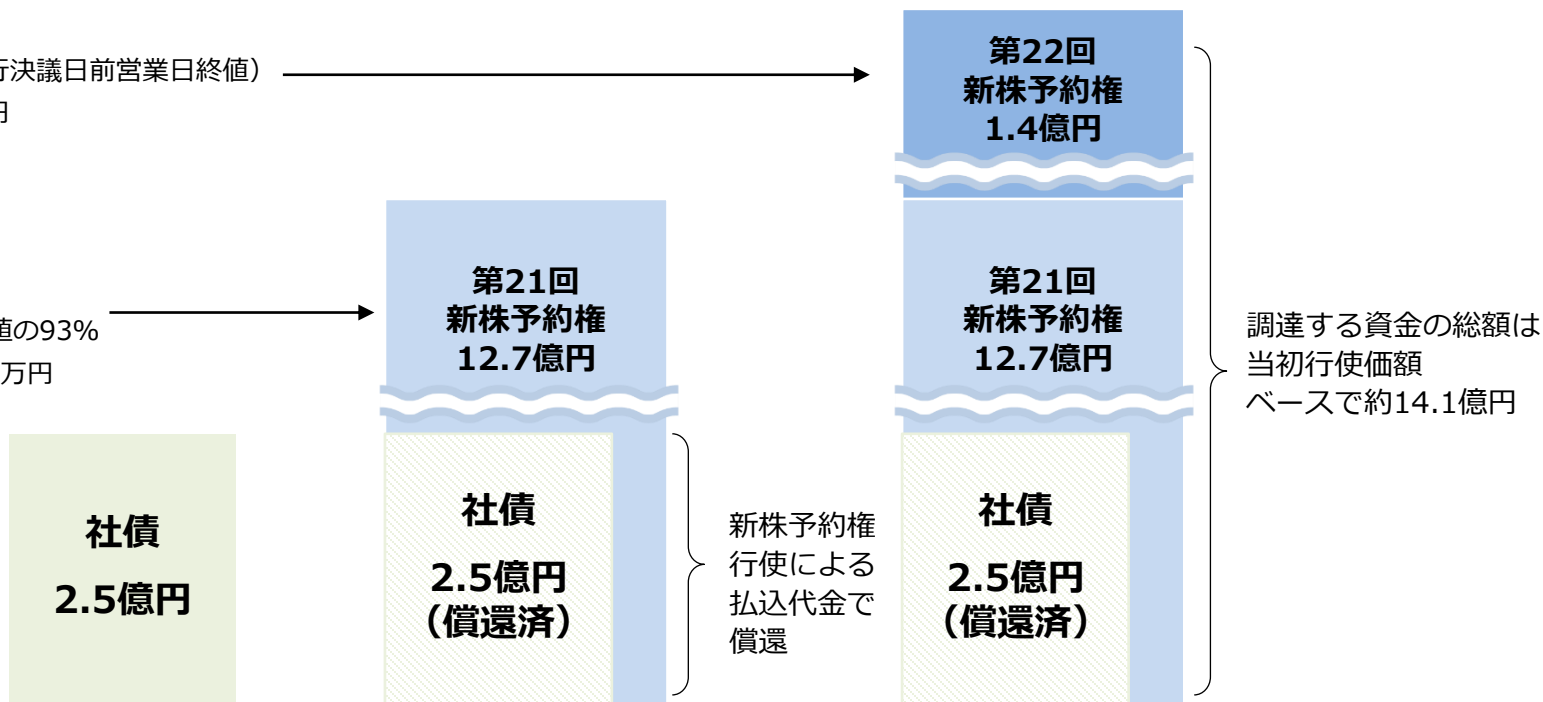 行決議日前営業日終値）
円
値の93%
万円
社債
2.5億円
第21回
新株予約権
12.7億円
社債
2.5億円
（償還済）
新株予約権
行使による
払込代金で
償還
第22回
新株予約権
1.4億円
第21回
新株予約権
12.7億円
社債
2.5億円
（償還済）
調達する資金の総額は
当初行使価額
ベースで約14.1億円